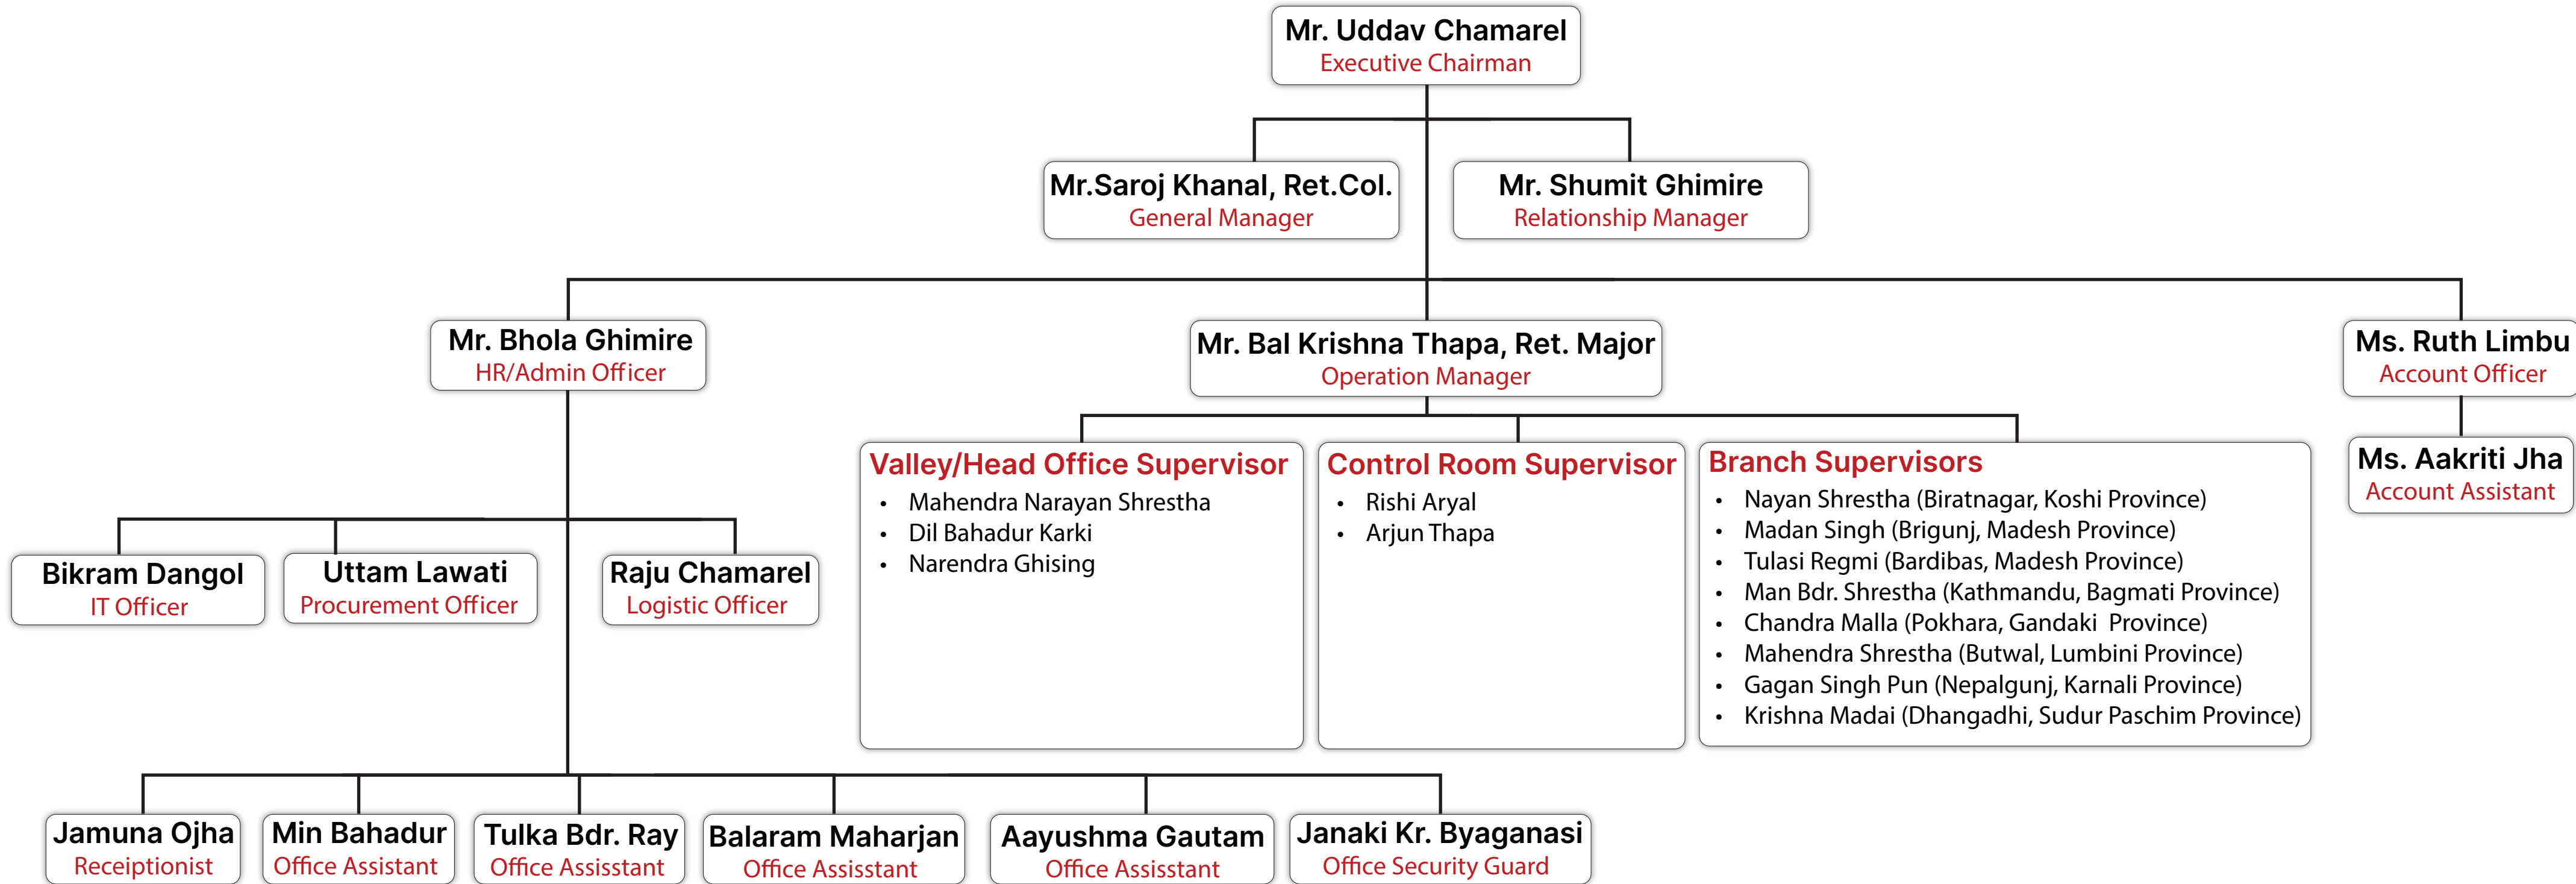 Mr. Uddav Chamarel
Executive Chairman
Mr.Saroj Khanal, Ret.Col.
General Manager
Mr. Shumit Ghimire
Relationship Manager
Mr. Bhola Ghimire
HR/Admin Officer
Mr. Bal Krishna Thapa, Ret. Major
Operation Manager
Ms. Ruth Limbu
Account Officer
Ms. Aakriti Jha
Account Assistant
Valley/Head Office Supervisor
• Mahendra Narayan Shrestha
• Dil Bahadur Karki
• Narendra Ghising
Control Room Supervisor
• Rishi Aryal
• Arjun Thapa
Branch Supervisors
• Nayan Shrestha (Biratnagar, Koshi Province)
• Madan Singh (Brigunj, Madesh Province)
• Tulasi Regmi (Bardibas, Madesh Province)
• Man Bdr. Shrestha (Kathmandu, Bagmati Province)
• Chandra Malla (Pokhara, Gandaki  Province)
• Mahendra Shrestha (Butwal, Lumbini Province)
• Gagan Singh Pun (Nepalgunj, Karnali Province)
• Krishna Madai (Dhangadhi, Sudur Paschim Province)
Bikram Dangol
IT Officer
Uttam Lawati
Procurement Officer
Raju Chamarel
Logistic Officer
Jamuna Ojha
Receiptionist
Min Bahadur
Office Assistant
Tulka Bdr. Ray
Office Assisstant
Balaram Maharjan
Office Assisstant
Aayushma Gautam
Office Assisstant
Janaki Kr. Byaganasi
Office Security Guard